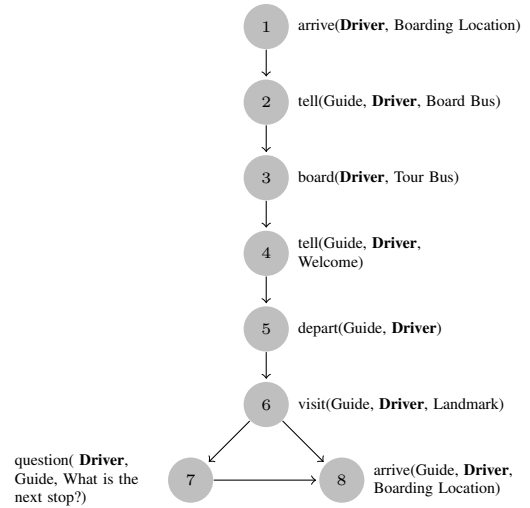 1 arrive(Driver, Boarding Location)
2 tell(Guide, Driver, Board Bus)
3 board(Driver, Tour Bus)
4 tell(Guide, Driver,
Welcome)
5 depart(Guide, Driver)
6 visit(Guide, Driver, Landmark)
question( Driver,
Guide, What is the
next stop?)
7
8
arrive(Guide, Driver,
Boarding Location)